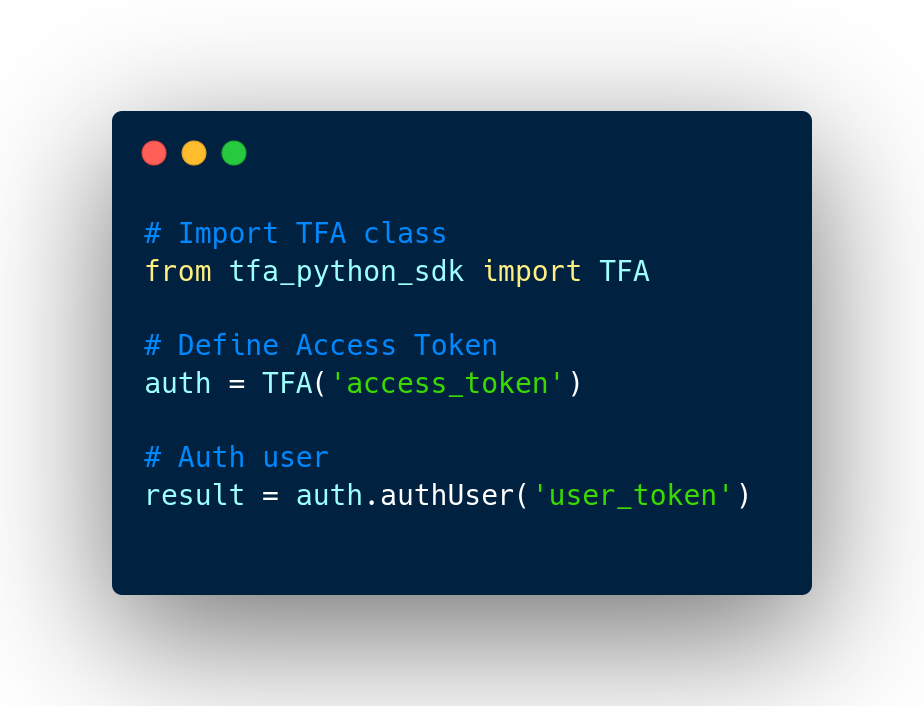 # Import TFA class
from tfa_python_sdk import TFA
# Define Access Token
auth = TFA('access_token')
# Auth user
result = auth.authUser('user_token')